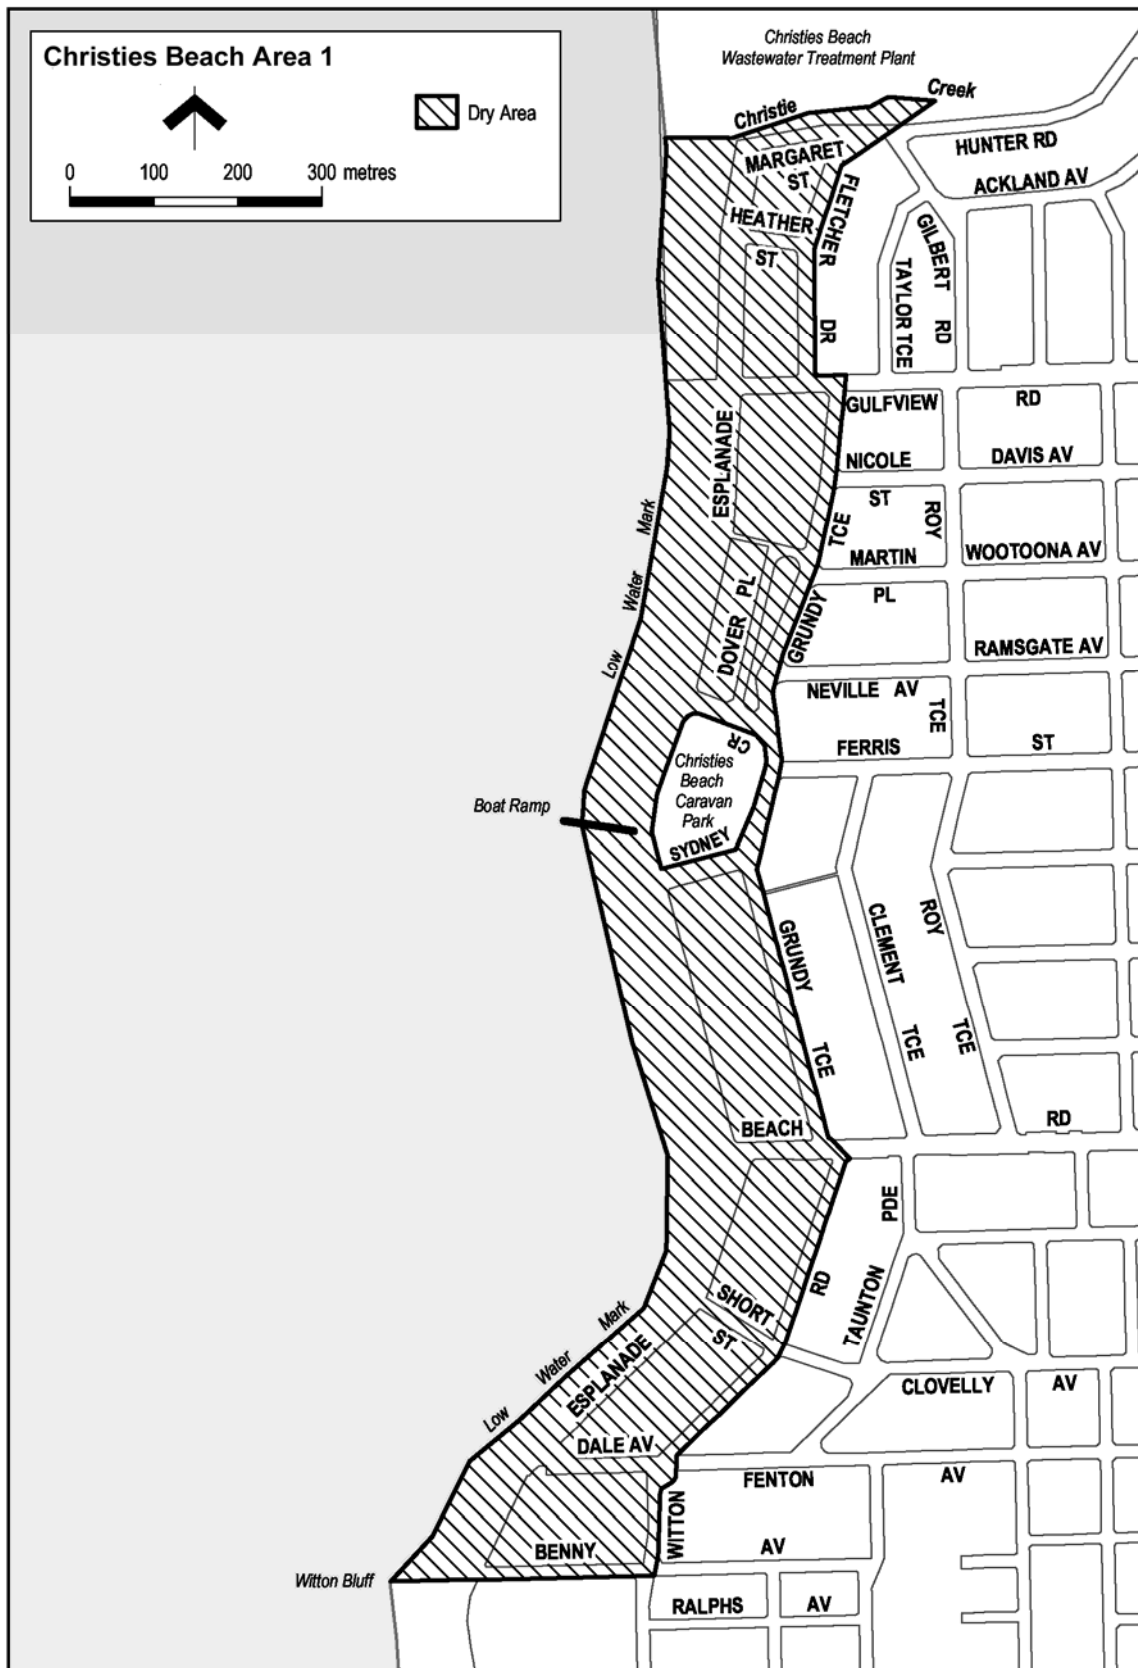 Christies Beach Area 1
Dry Area
0 100 200 300 metres
Christies Beach
Wastewater Treatment Plant
Christie
Creek
MARGARET
ST
HEATHER
ST
FLETCHER
DR
HUNTER RD
ACKLAND AV
GILBERT
RD
TAYLOR TCE
GULFVIEW
RD
ESPLANADE
NICOLE
ST
DAVIS AV
ROY
TCE
MARTIN
PL
WOOTOONA AV
Low Water Mark
DOVER PL
GRUNDY
TCE
RAMSGATE AV
NEVILLE AV
FERRIS
ST
CR
Christies
Beach
Caravan
Park
SYDNEY
Boat Ramp
GRUNDY
TCE
CLEMENT
TCE
ROY
TCE
BEACH
RD
PDE
TAUNTON
RD
SHORT
ST
Low Water Mark
ESPLANADE
CLOVELLY
AV
DALE AV
FENTON
AV
WITTON
AV
BENNY
Witton Bluff
RALPHS
AV